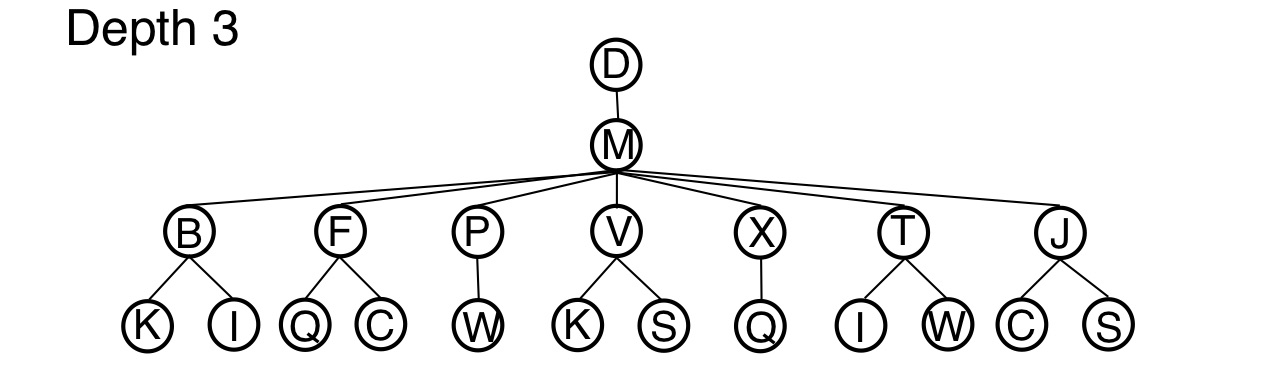 Depth 3
D
M
B F P V X T J
K I Q C W K S Q I W C S